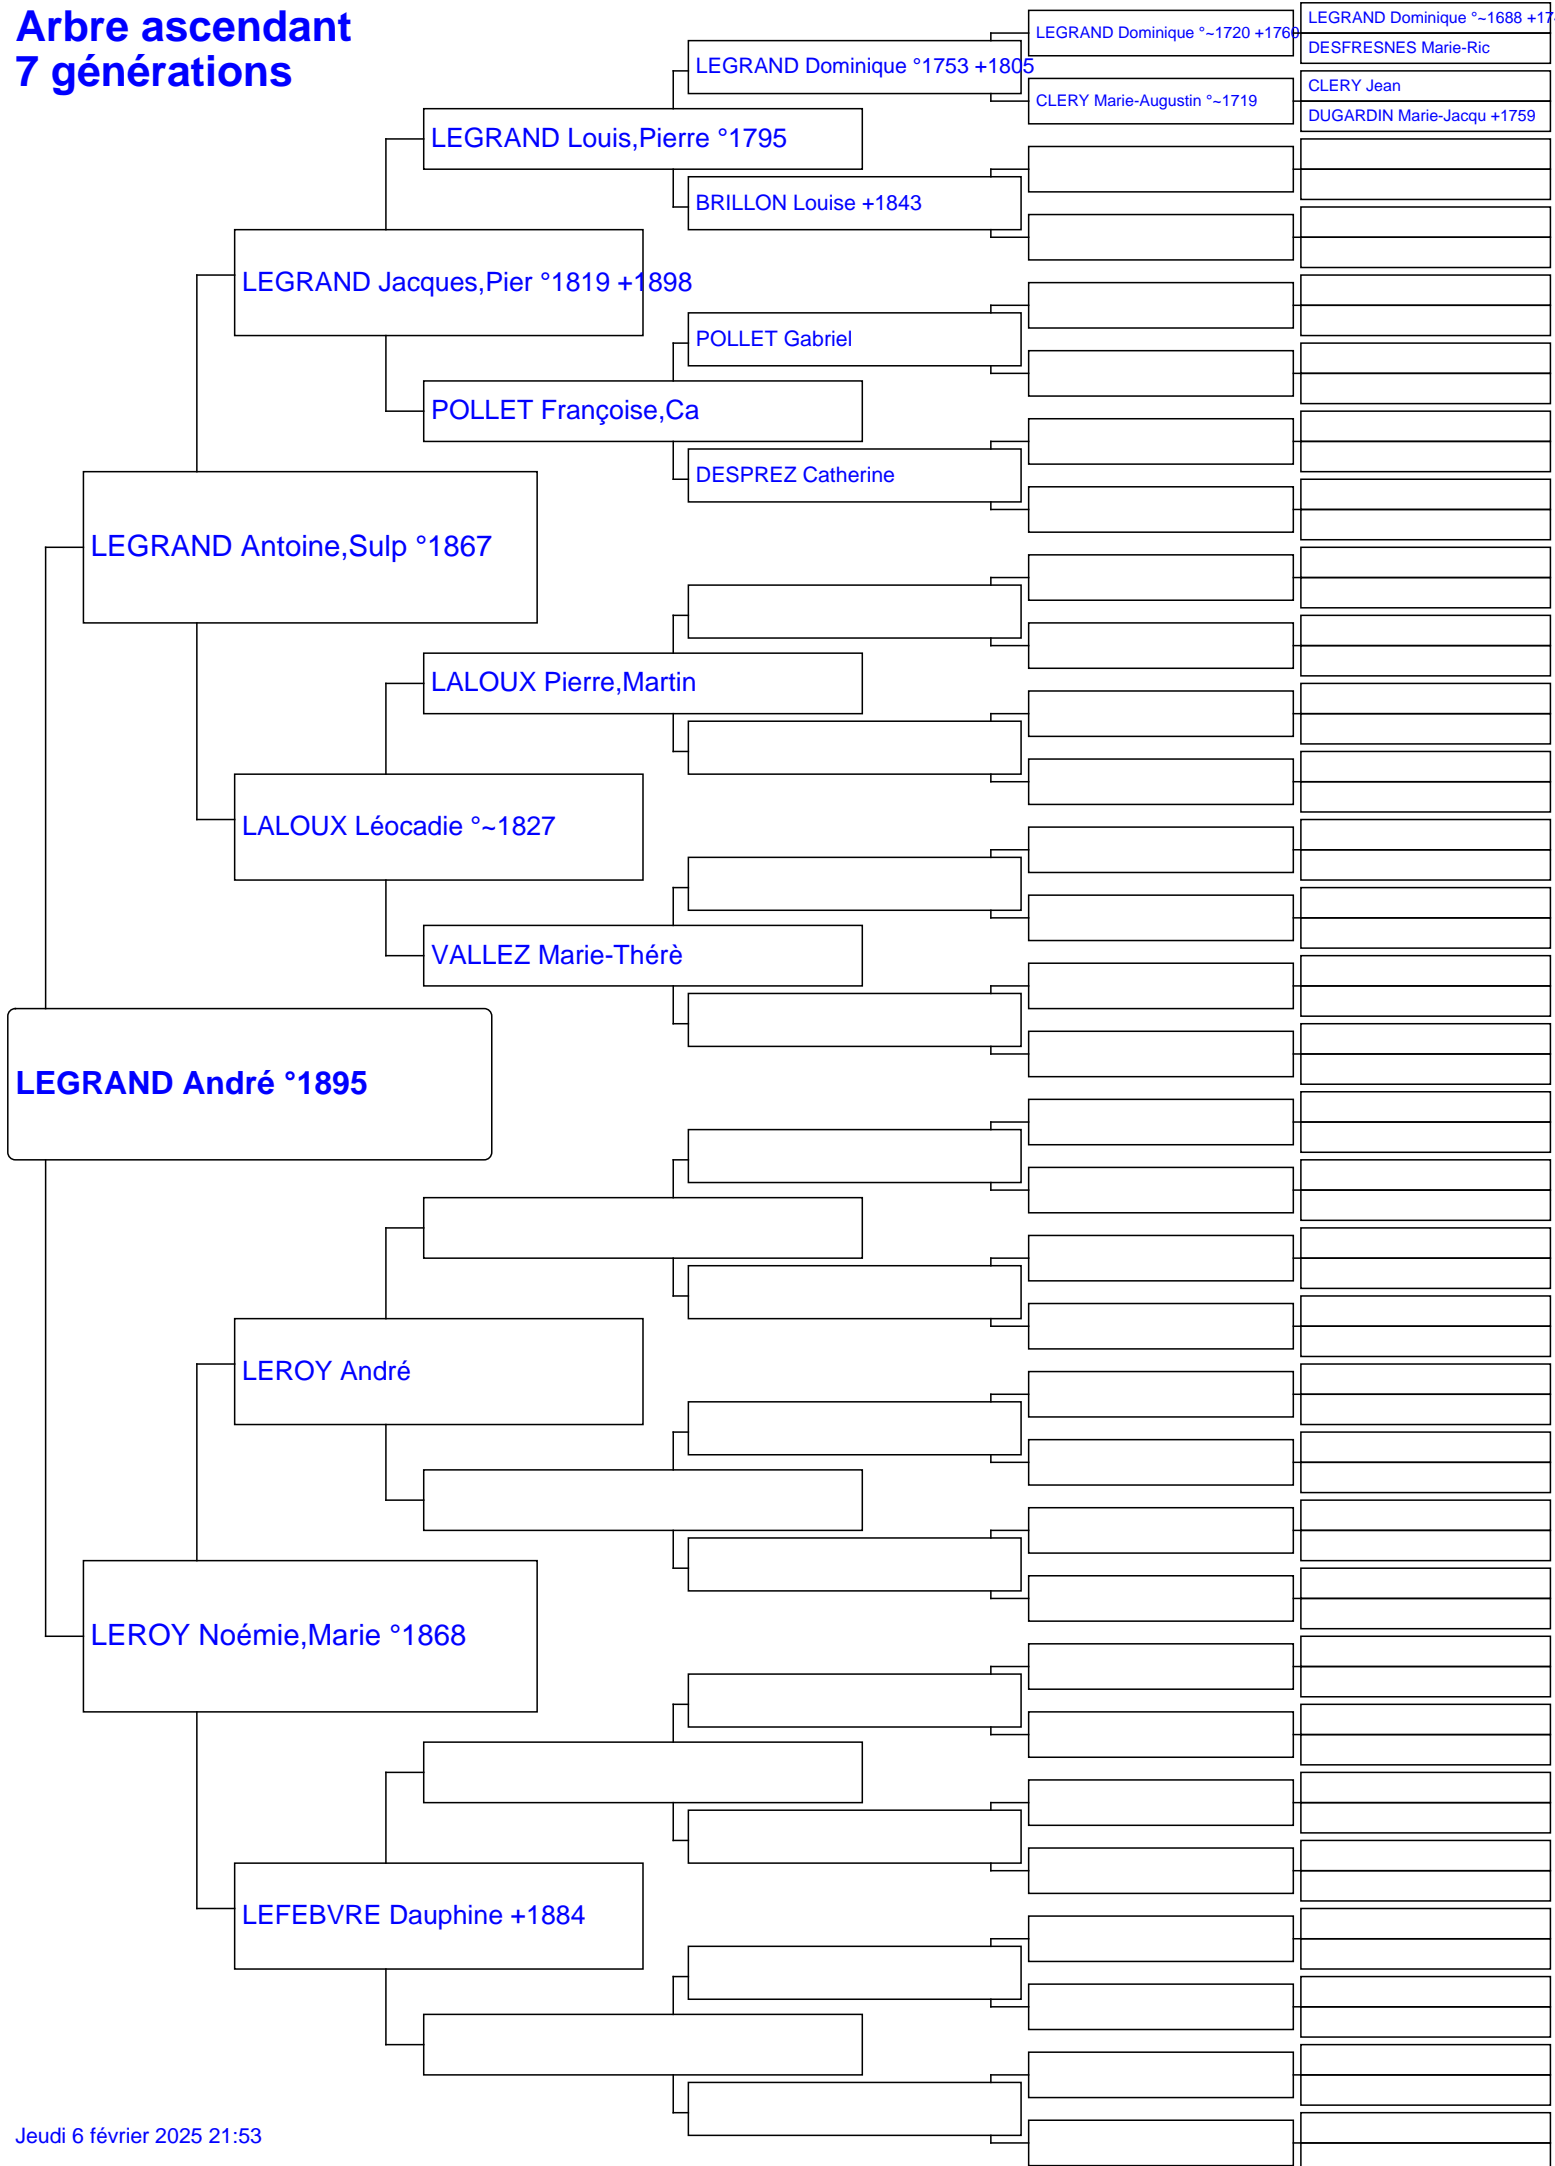 Arbre ascendant
7 générations
LEGRAND Dominique °~1688 +17
LEGRAND Dominique °~1720 +1760
DESFRESNES Marie-Ric
LEGRAND Dominique °1753 +1805
CLERY Jean
CLERY Marie-Augustin °~1719
DUGARDIN Marie-Jacqu +1759
LEGRAND Louis,Pierre °1795
BRILLON Louise +1843
LEGRAND Jacques,Pier °1819 +1898
POLLET Gabriel
POLLET Françoise,Ca
DESPREZ Catherine
LEGRAND Antoine,Sulp °1867
LALOUX Pierre,Martin
LALOUX Léocadie °~1827
VALLEZ Marie-Thérè
LEGRAND André °1895
LEROY André
LEROY Noémie,Marie °1868
LEFEBVRE Dauphine +1884
Jeudi 6 février 2025 21:53